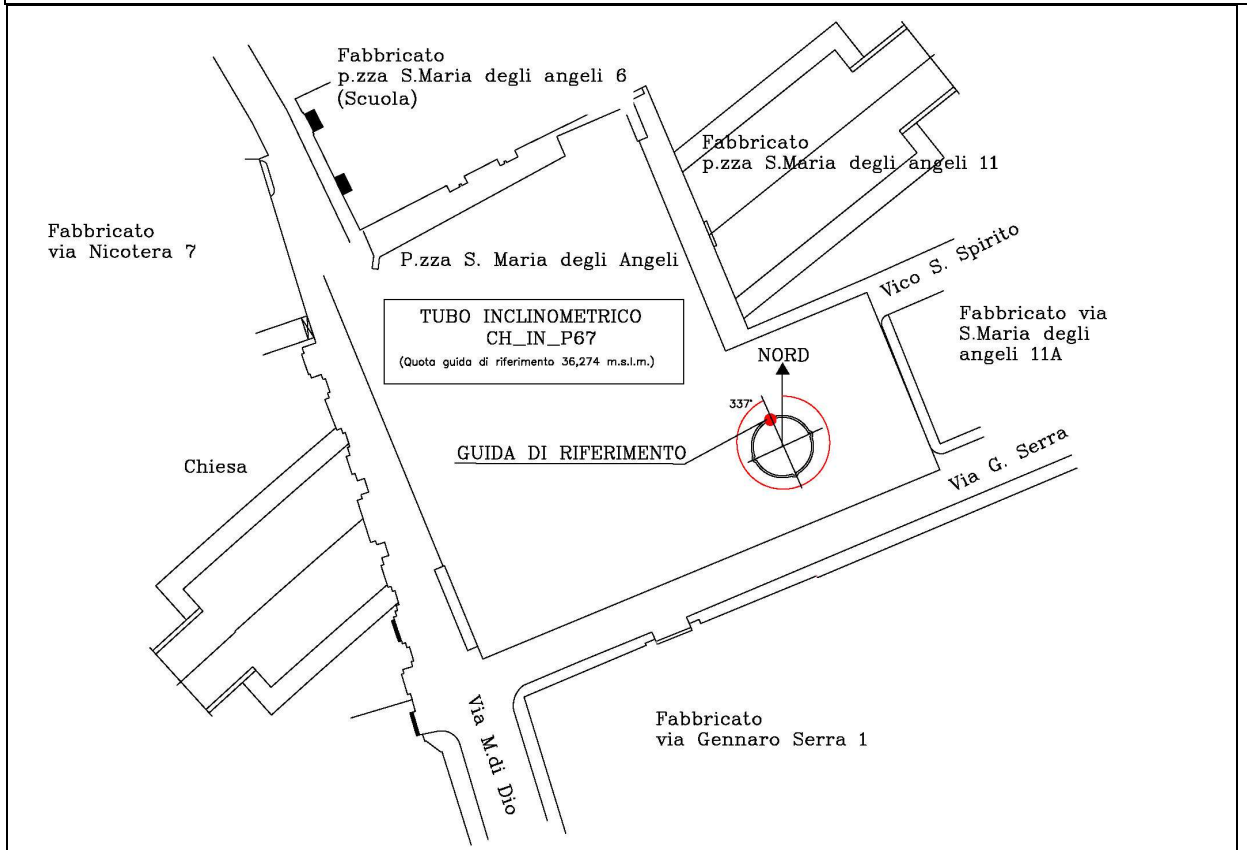 Fabbricato
p.zza S.Maria degli angeli 6
(Scuola)
Fabbricato
p.zza S.Maria degli angeli 11
Fabbricato
via Nicotera 7
P.zza S. Maria degli Angeli
Vico S. Spirito
TUBO INCLINOMETRICO
CH_IN_P67
(Quota guida di riferimento 36,274 m.s.l.m.)
Fabbricato via
S.Maria degli
angeli 11A
NORD
337°
GUIDA DI RIFERIMENTO
Chiesa
Via G. Serra
Via M.di Dio
Fabbricato
via Gennaro Serra 1